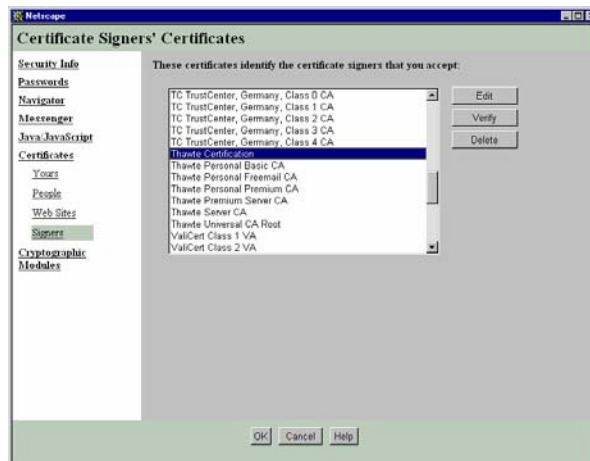 Netscape
Certificate Signers' Certificates
Security Info
Passwords
Navigator
Messenger
Java/JavaScript
Certificates
Yours
People
Web Sites
Signers
Cryptographic
Modules
These certificates identify the certificate signers that you accept:
TC TrustCenter, Germany, Class 0 CA
TC TrustCenter, Germany, Class 1 CA
TC TrustCenter, Germany, Class 2 CA
TC TrustCenter, Germany, Class 3 CA
TC TrustCenter, Germany, Class 4 CA
Thawte Certification
Thawte Personal Basic CA
Thawte Personal Freemail CA
Thawte Personal Premium CA
Thawte Premium Server CA
Thawte Server CA
Thawte Universal CA Root
ValiCert Class 1 VA
ValiCert Class 2 VA
Edit
Verify
Delete
OK
Cancel
Help